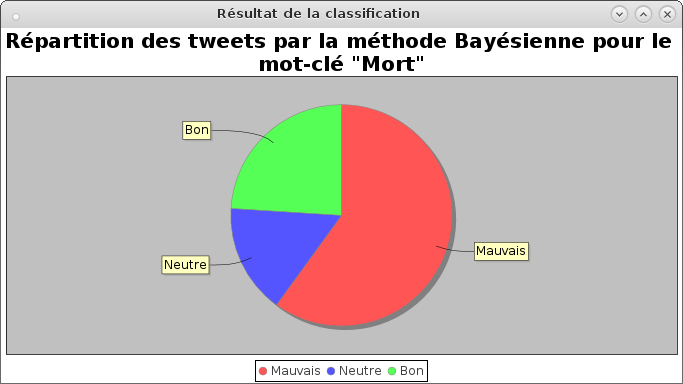 Résultat de la classification
Répartition des tweets par la méthode Bayésienne pour le
mot-clé "Mort"
Bon
Mauvais
Neutre
Mauvais Neutre Bon